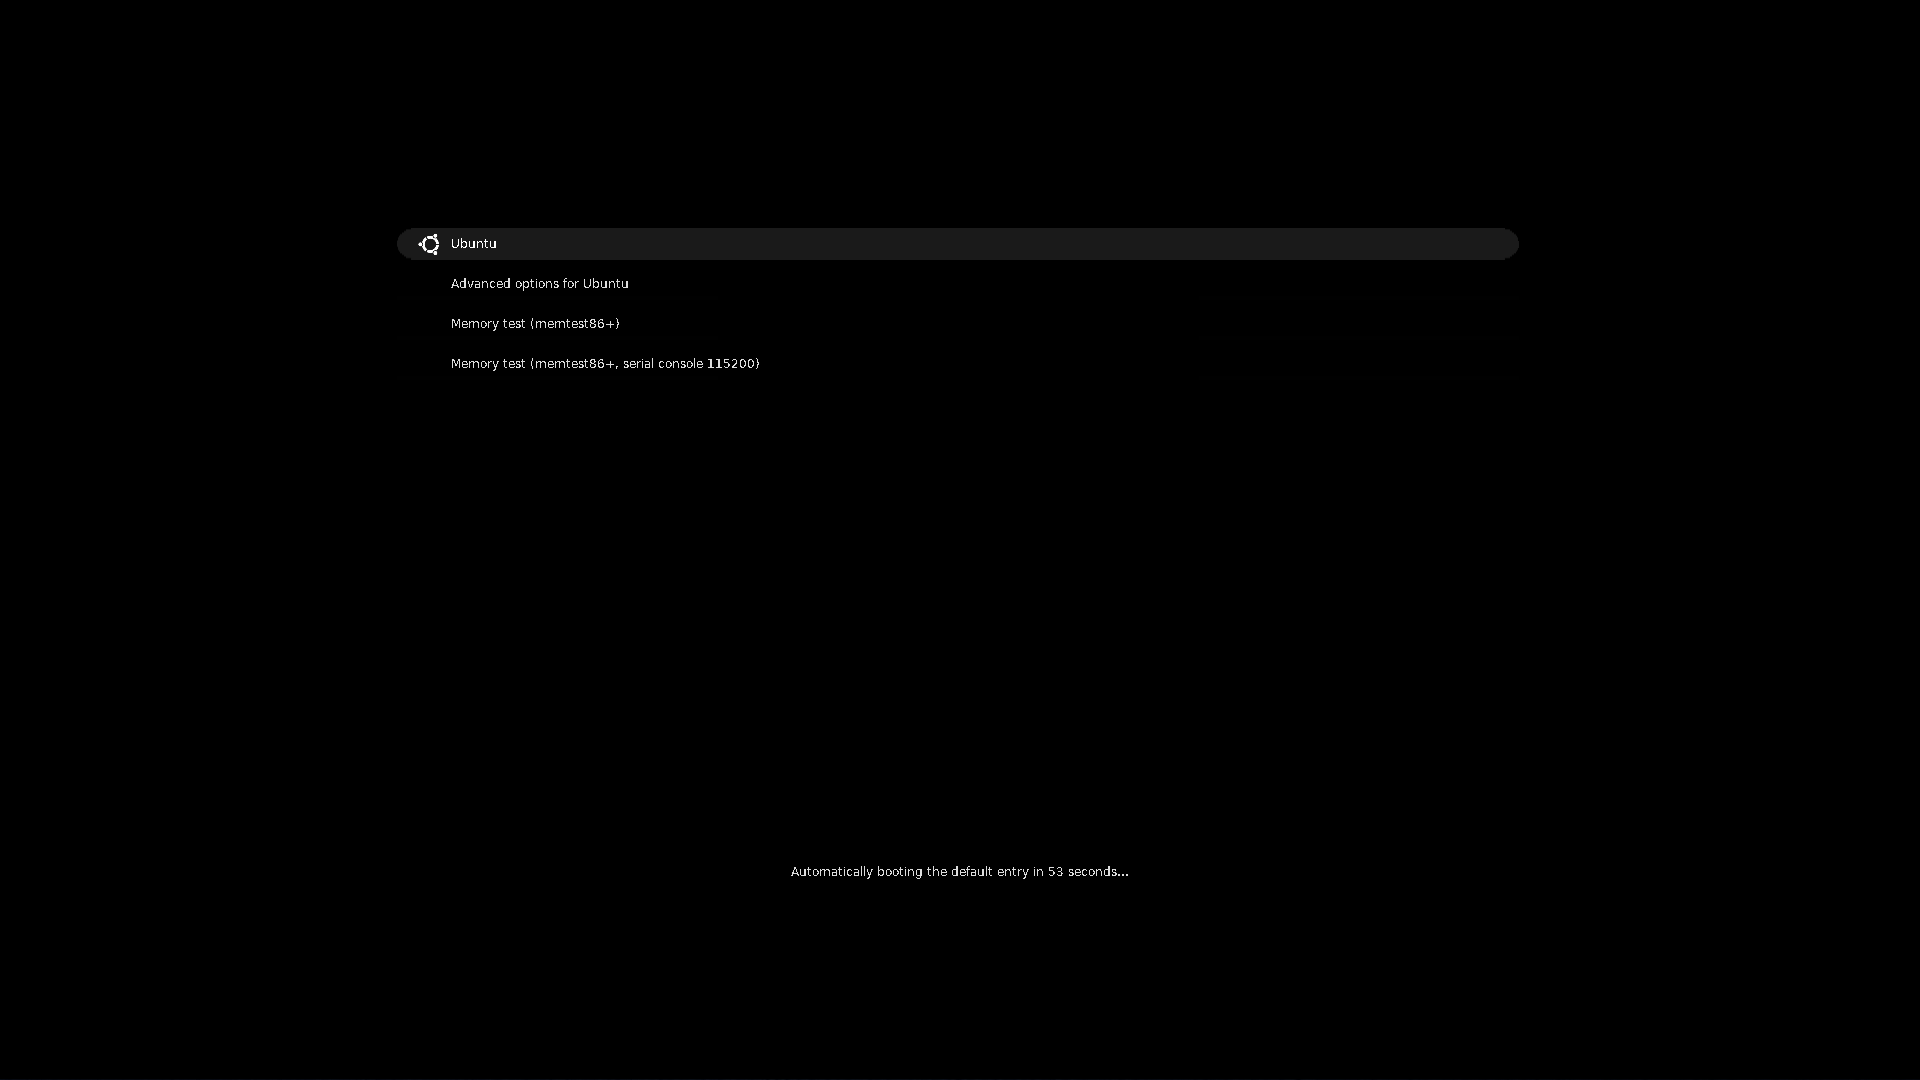 Ubuntu
Advanced options for Ubuntu
Memory test (memtest86+)
Memory test (memtest86+, serial console 115200)
Automatically booting the default entry in 53 seconds...